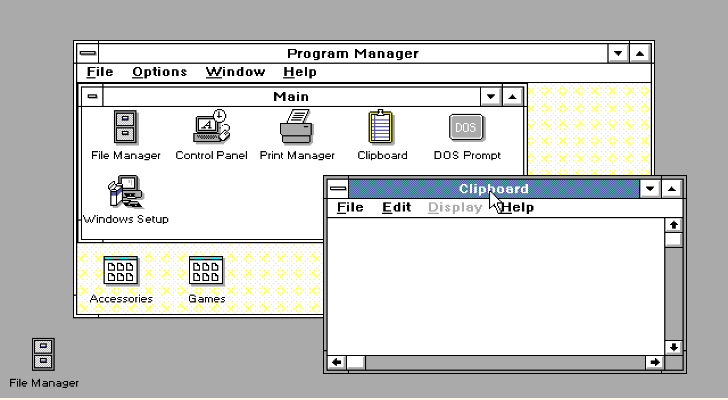 Program Manager
File Options Window Help
Main
File Manager Control Panel Print Manager Clipboard DOS Prompt
DOS
Windows Setup
Clipboard
File Edit Display Help
Accessories Games
File Manager